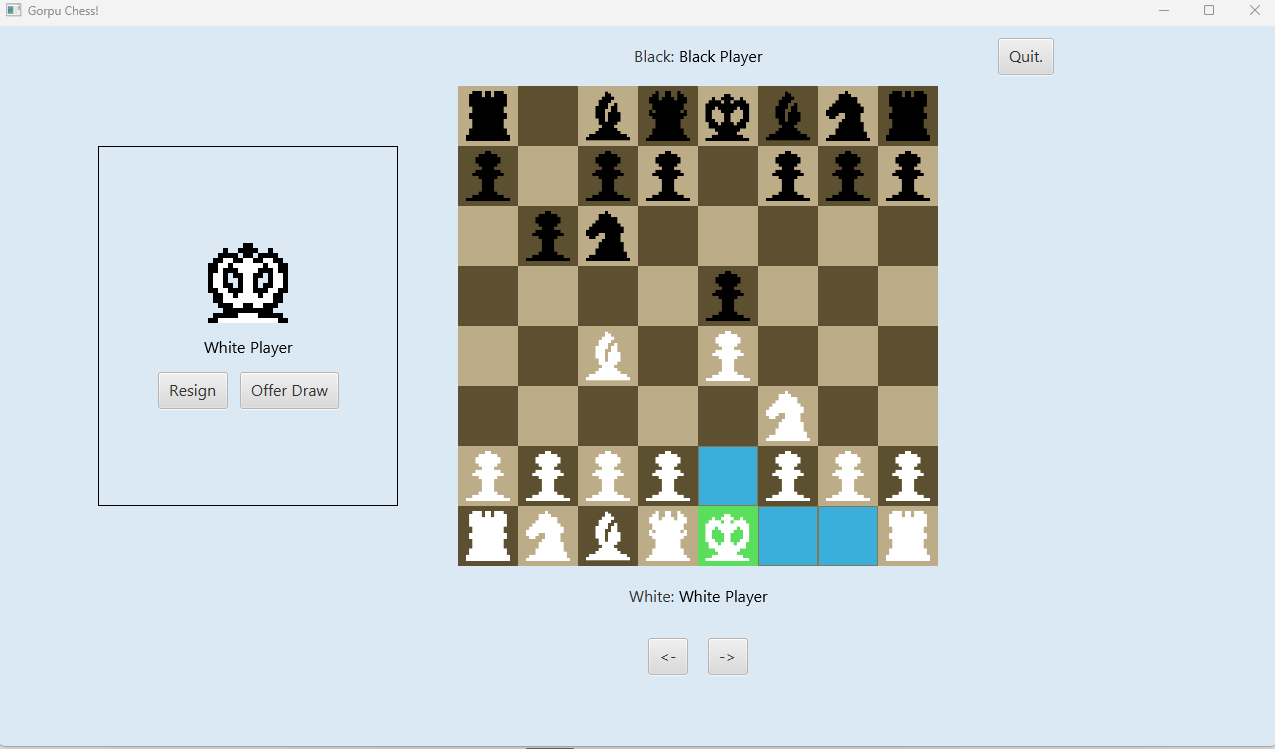 Gorpu Chess!
Black: Black Player
Quit.
White Player
Resign
Offer Draw
White: White Player
<-
->